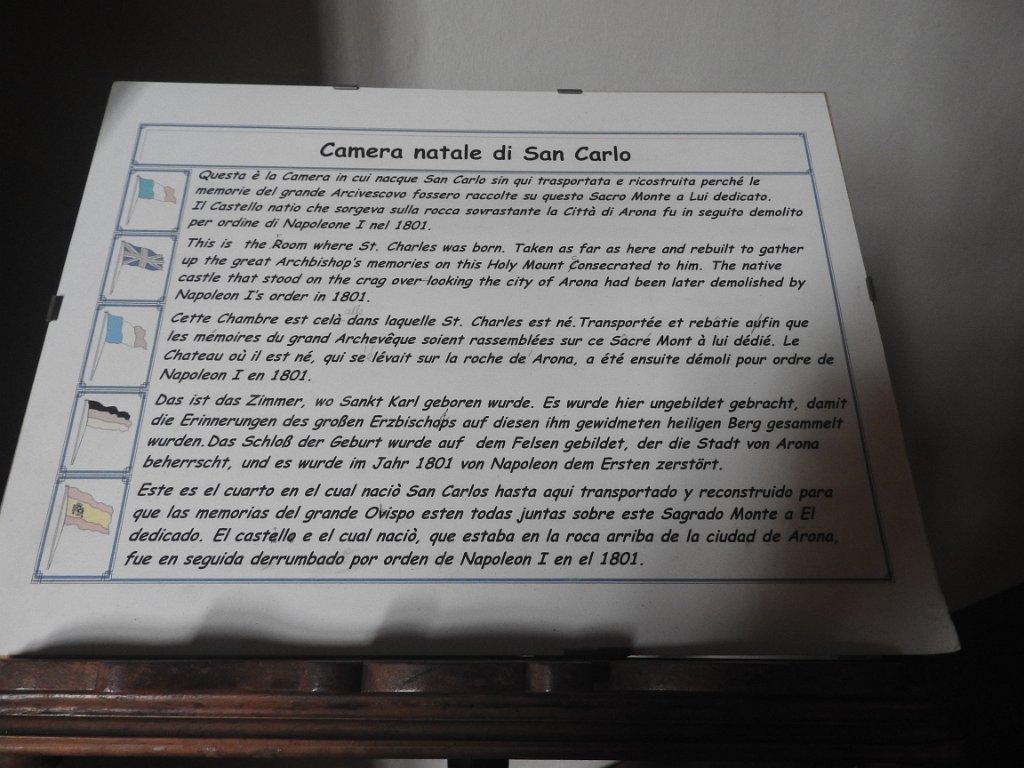 Camera natale di San Carlo
Questa è la Camera in cui nacque San Carlo sin qui trasportata e ricostruita perché le
memorie del grande Arcivescovo fossero raccolte su questo Sacro Monte a Lui dedicato.
Il Castello natio che sorgeva sulla rocca sovrastante la Città di Arona fu in seguito demolito
per ordine di Napoleone I nel 1801.
This is the Room where St. Charles was born. Taken as far as here and rebuilt to gather
up the great Archbishop's memories on this Holy Mount Consecrated to him. The native
castle that stood on the crag over-looking the city of Arona had been later demolished by
Napoleon I's order in 1801.
Cette Chambre est celà dans laquelle St. Charles est né. Transportée et rebâtie aufin que
les mémoires du grand Archevêque soient rassemblées sur ce Sacré Mont à lui dédié. Le
Chateau où il est né, qui se lévait sur la roche de Arona, a été ensuite démoli pour ordre de
Napoleon I en 1801.
Das ist das Zimmer, wo Sankt Karl geboren wurde. Es wurde hier ungebildet gebracht, damit
die Erinnerungen des großen Erzbischops auf diesen ihm gewidmeten heiligen Berg gesammelt
wurden. Das Schloß der Geburt wurde auf dem Felsen gebildet, der die Stadt von Arona
beherrscht, und es wurde im Jahr 1801 von Napoleon dem Ersten zerstört.
Este es el cuarto en el cual naciò San Carlos hasta aqui transportado y reconstruido para
que las memorias del grande Ovispo esten todas juntas sobre este Sagrado Monte a El
dedicado. El castello e el cual naciò, que estaba en la roca arriba de la ciudad de Arona,
fue en seguida derrumbado por orden de Napoleon I en el 1801.